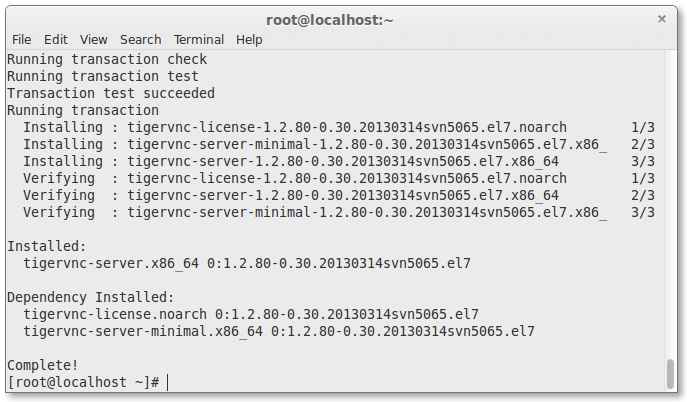 root@localhost:~ ×
File Edit View Search Terminal Help
Running transaction check
Running transaction test
Transaction test succeeded
Running transaction
  Installing : tigervnc-license-1.2.80-0.30.20130314svn5065.el7.noarch        1/3
  Installing : tigervnc-server-minimal-1.2.80-0.30.20130314svn5065.el7.x86_   2/3
  Installing : tigervnc-server-1.2.80-0.30.20130314svn5065.el7.x86_64         3/3
  Verifying  : tigervnc-license-1.2.80-0.30.20130314svn5065.el7.noarch        1/3
  Verifying  : tigervnc-server-1.2.80-0.30.20130314svn5065.el7.x86_64         2/3
  Verifying  : tigervnc-server-minimal-1.2.80-0.30.20130314svn5065.el7.x86_   3/3
Installed:
  tigervnc-server.x86_64 0:1.2.80-0.30.20130314svn5065.el7
Dependency Installed:
  tigervnc-license.noarch 0:1.2.80-0.30.20130314svn5065.el7
  tigervnc-server-minimal.x86_64 0:1.2.80-0.30.20130314svn5065.el7
Complete!
[root@localhost ~]#